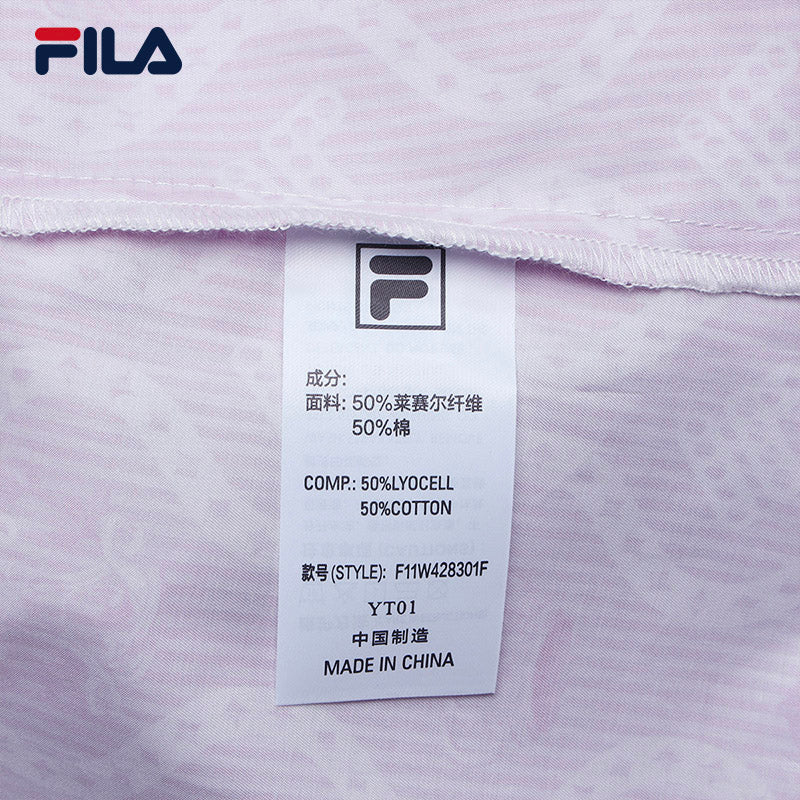 FILA
F
成分:
面料: 50%莱赛尔纤维
50%棉
COMP.: 50%LYOCELL
50%COTTON
款号(STYLE): F11W428301F
YT01
中国制造
MADE IN CHINA